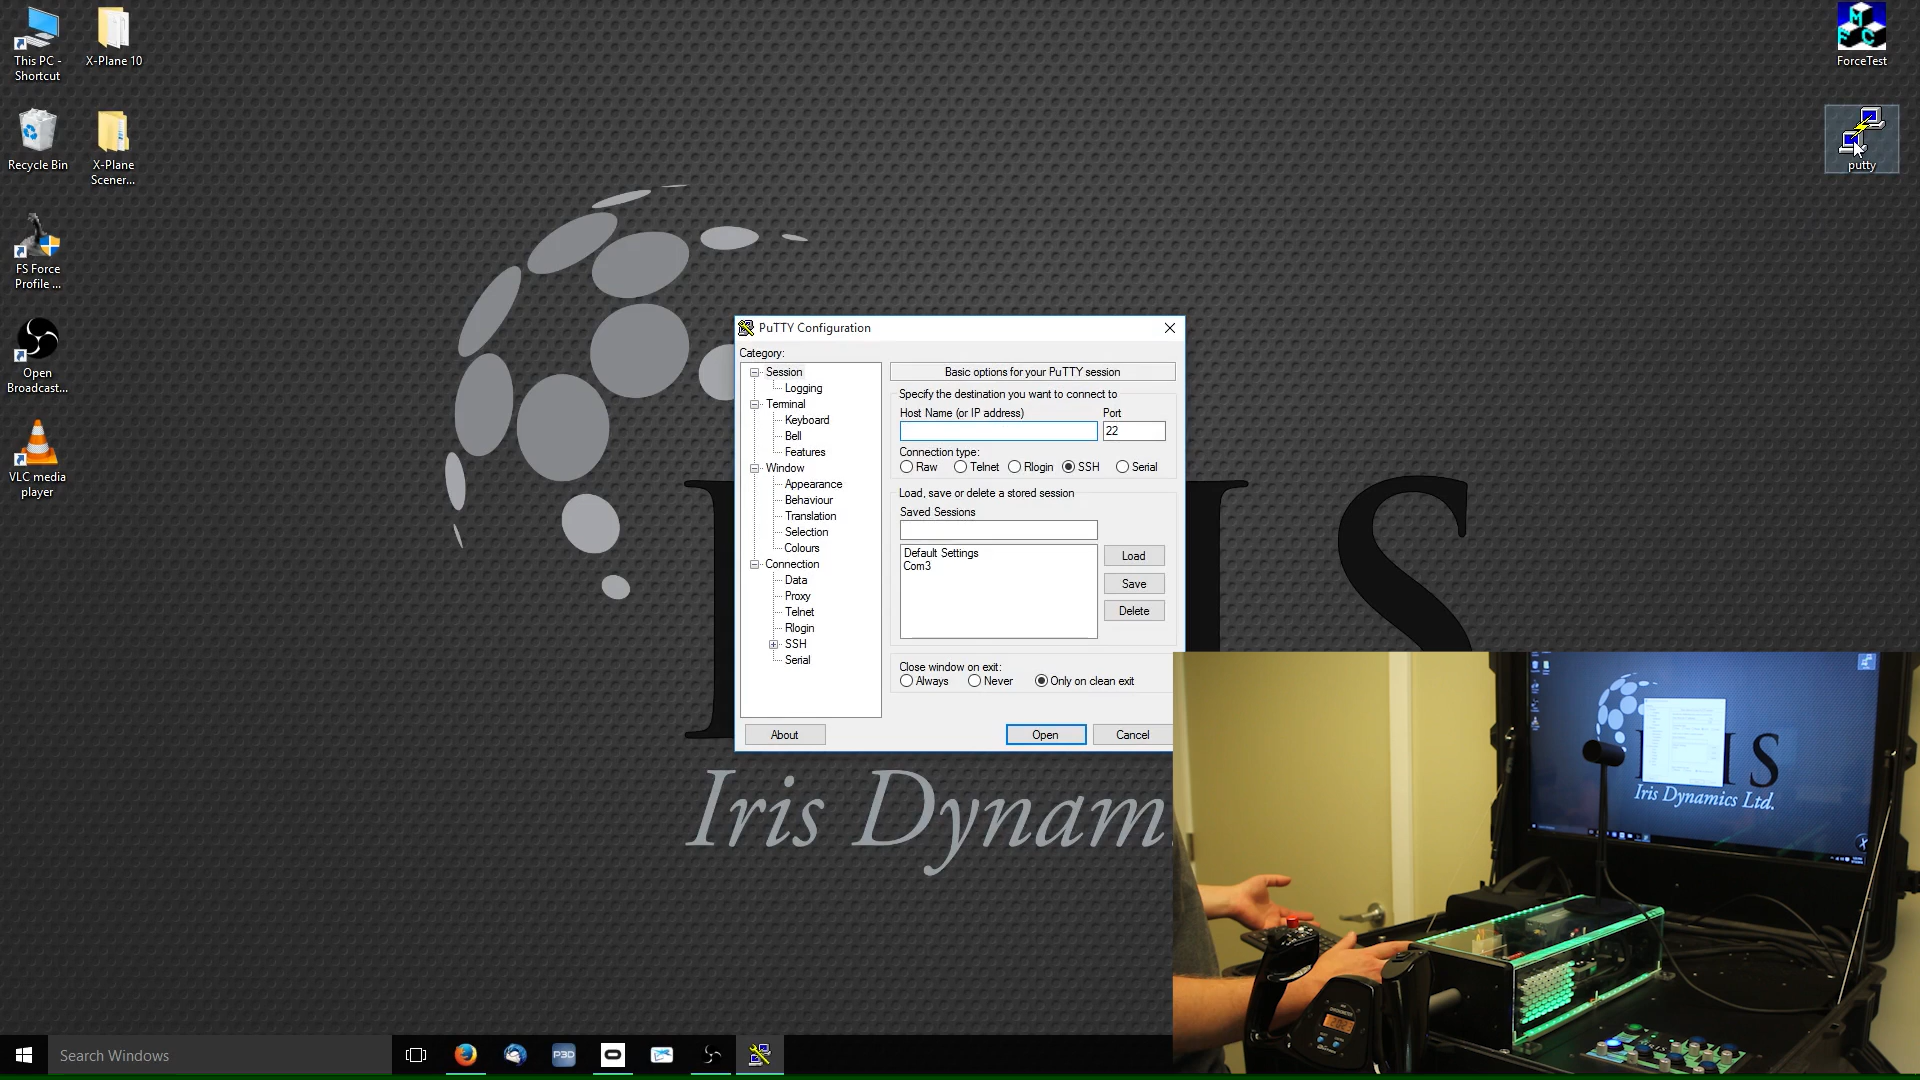 This PC -
Shortcut
X-Plane 10
Recycle Bin
X-Plane
Scener...
FS Force
Profile ...
Open
Broadcast...
VLC media
player
ForceTest
putty
PuTTY Configuration
Category:
Session
Logging
Terminal
Keyboard
Bell
Features
Window
Appearance
Behaviour
Translation
Selection
Colours
Connection
Data
Proxy
Telnet
Rlogin
SSH
Serial
Basic options for your PuTTY session
Specify the destination you want to connect to
Host Name (or IP address)
Port
22
Connection type:
Raw
Telnet
Rlogin
SSH
Serial
Load, save or delete a stored session
Saved Sessions
Default Settings
Com3
Load
Save
Delete
Close window on exit:
Always
Never
Only on clean exit
About
Open
Cancel
Iris Dynam
Iris Dynamics Ltd.
Search Windows
P3D